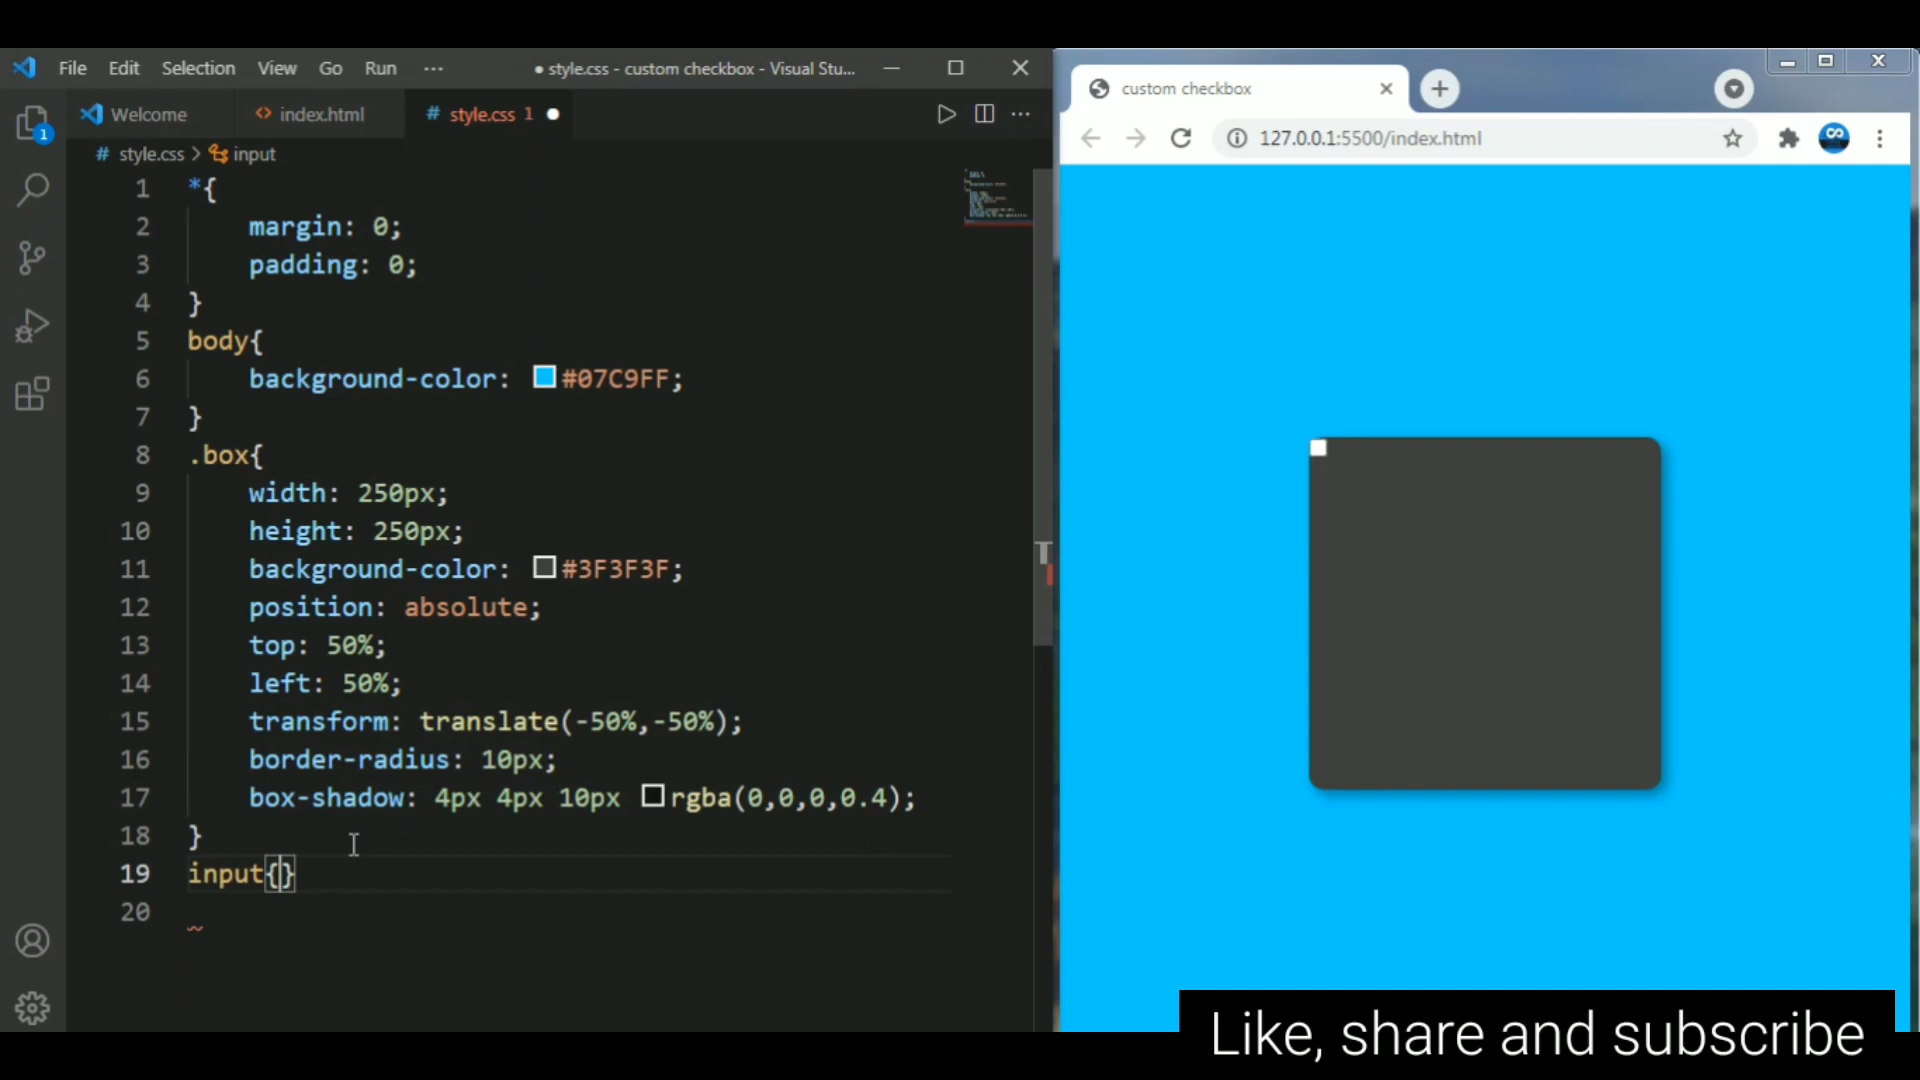 File Edit Selection View Go Run ··· ● style.css - custom checkbox - Visual Stu...
Welcome <> index.html # style.css 1 ●
# style.css > input
1 *{
2 margin: 0;
3 padding: 0;
4 }
5 body{
6 background-color: #07C9FF;
7 }
8 .box{
9 width: 250px;
10 height: 250px;
11 background-color: #3F3F3F;
12 position: absolute;
13 top: 50%;
14 left: 50%;
15 transform: translate(-50%,-50%);
16 border-radius: 10px;
17 box-shadow: 4px 4px 10px rgba(0,0,0,0.4);
18 }
19 input{}
20
1
custom checkbox
127.0.0.1:5500/index.html
Like, share and subscribe